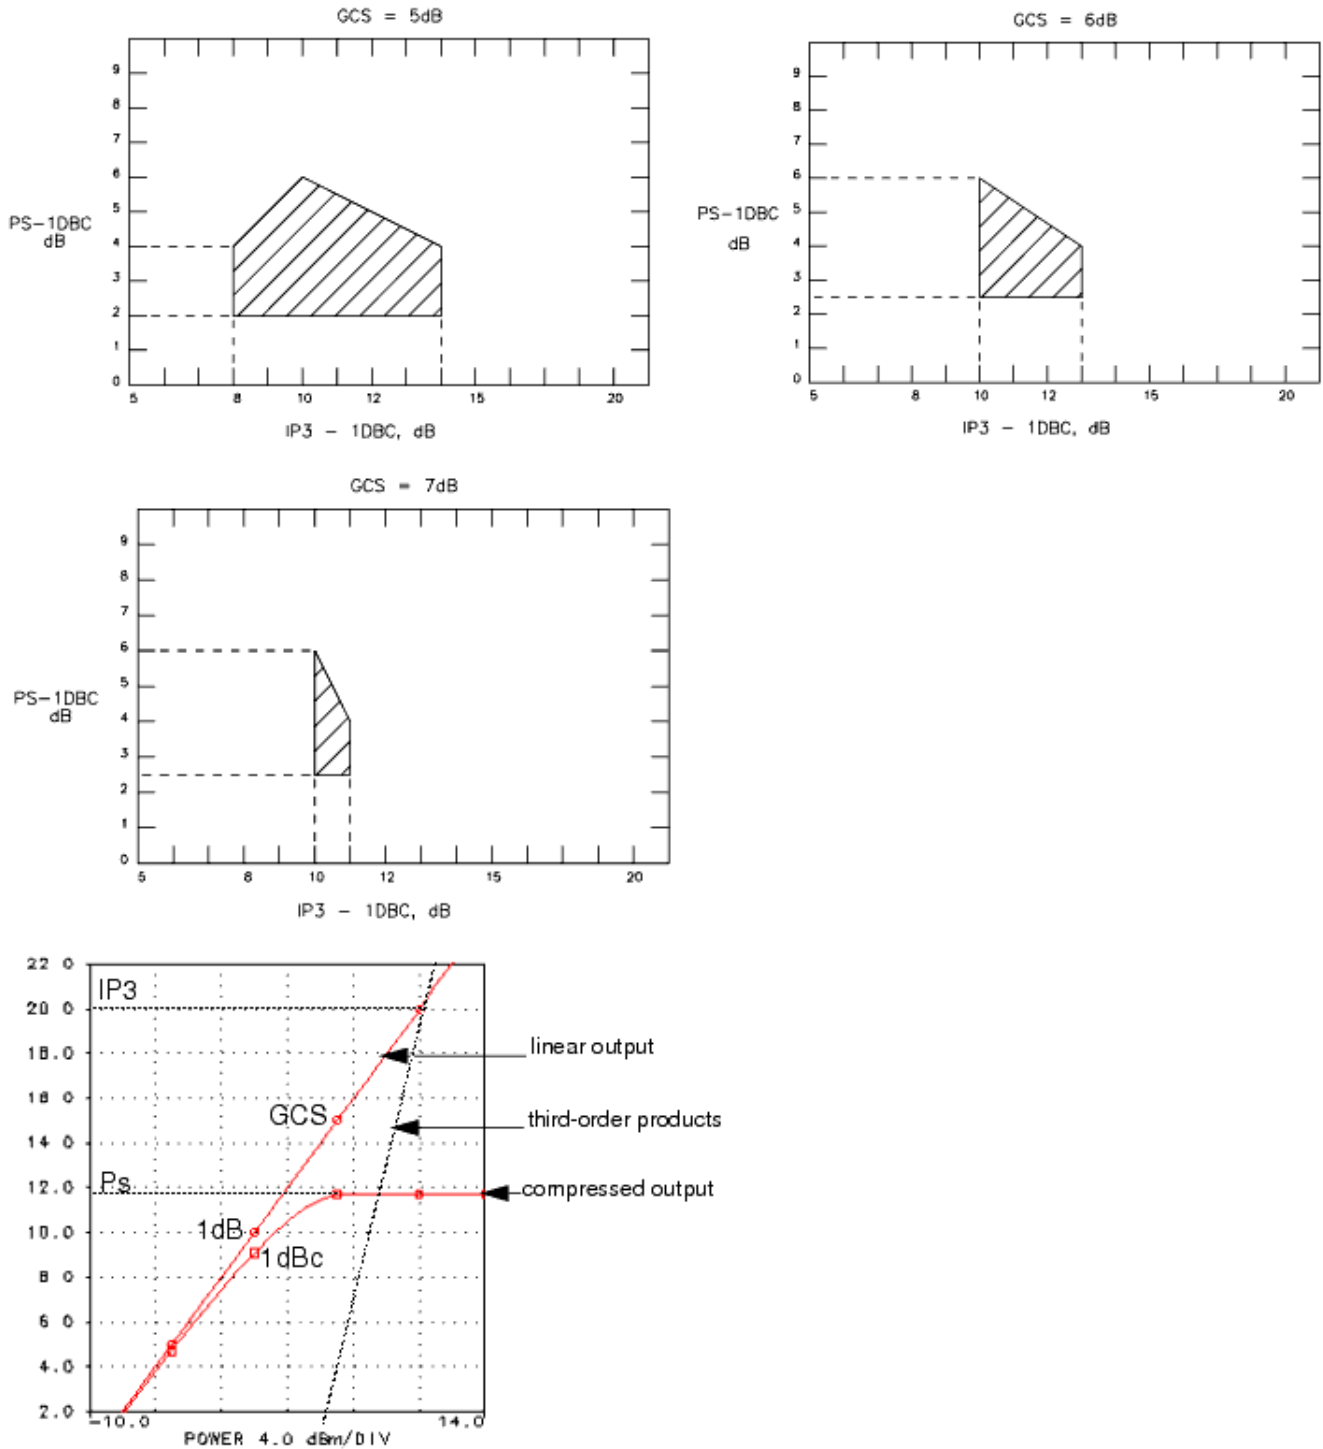 GCS = 5dB
9
8
7
6
5
4
3
2
1
0
PS-1DBC
dB
5 8 10 12 15 20
IP3 - 1DBC, dB
GCS = 6dB
9
8
7
6
5
4
3
2
1
0
PS-1DBC
dB
5 8 10 12 15 20
IP3 - 1DBC, dB
GCS = 7dB
9
8
7
6
5
4
3
2
1
0
PS-1DBC
dB
5 8 10 12 15 20
IP3 - 1DBC, dB
22 0
IP3
20 0
18.0
linear output
16 0
GCS
third-order products
14 0
Ps
12.0
compressed output
1dB
10.0
1dBc
8 0
6 0
4.0
2.0
-10.0 14.0
POWER 4.0 dBm/DIV